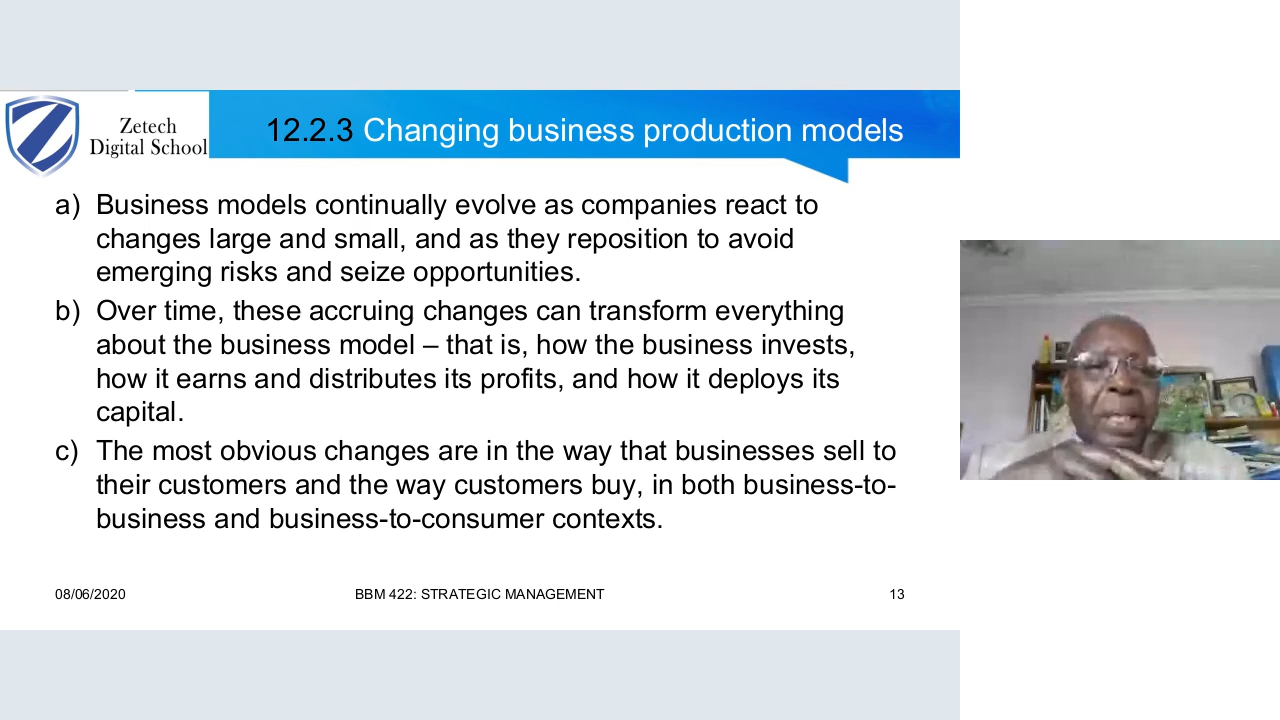 Zetech
Digital School
12.2.3 Changing business production models
a) Business models continually evolve as companies react to
changes large and small, and as they reposition to avoid
emerging risks and seize opportunities.
b) Over time, these accruing changes can transform everything
about the business model – that is, how the business invests,
how it earns and distributes its profits, and how it deploys its
capital.
c) The most obvious changes are in the way that businesses sell to
their customers and the way customers buy, in both business-to-
business and business-to-consumer contexts.
08/06/2020 BBM 422: STRATEGIC MANAGEMENT 13